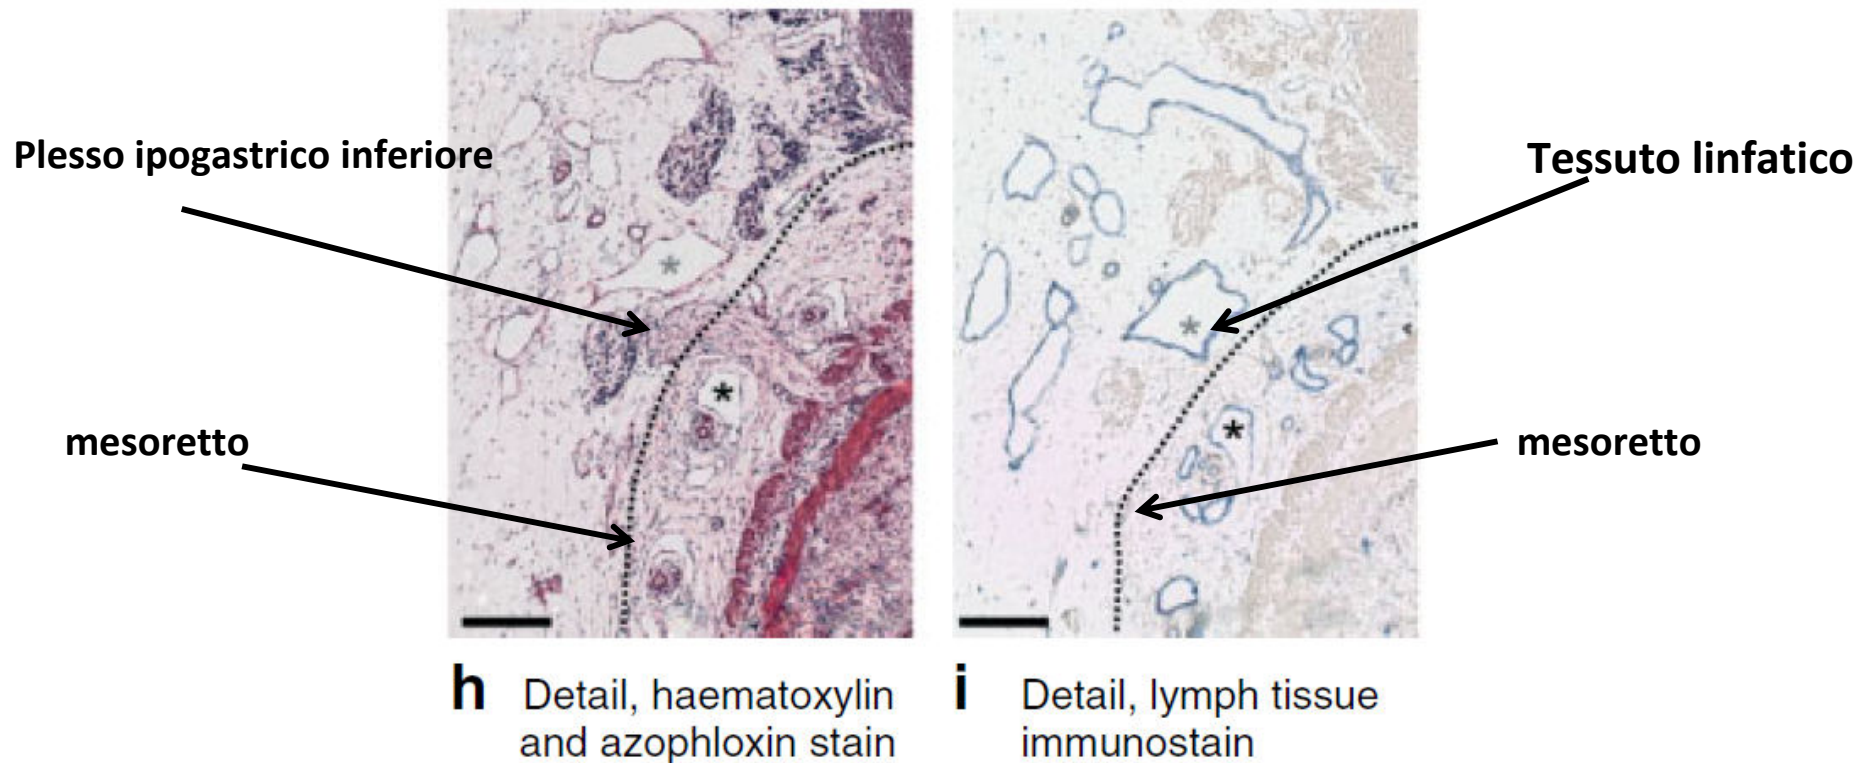 Plesso ipogastrico inferiore
Tessuto linfatico
*
*
*
*
mesoretto
mesoretto
h Detail, haematoxylin
and azophloxin stain
i Detail, lymph tissue
immunostain